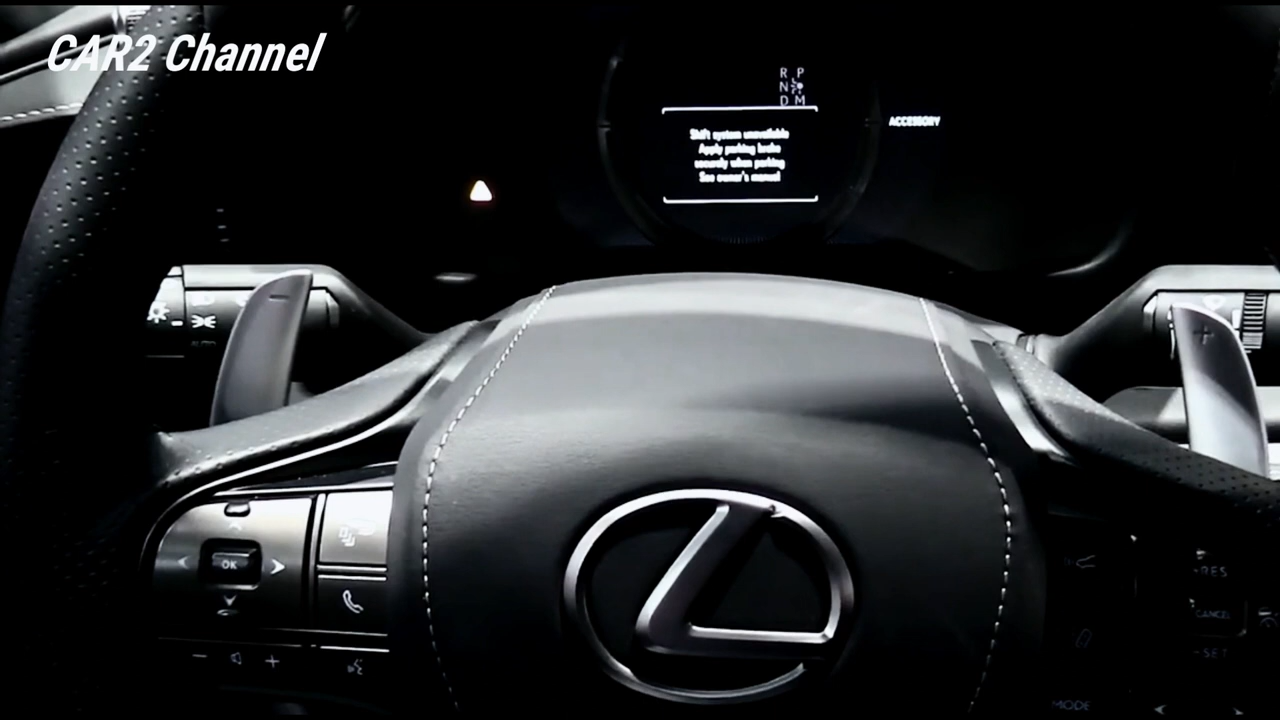 CAR2 Channel
R P
N
D M
ACCESSORY
Shift system unavailable
Apply parking brake
securely when parking
See owner's manual
−
+
AUTO
OK
− +
+RES
CANCEL
-SET
MODE